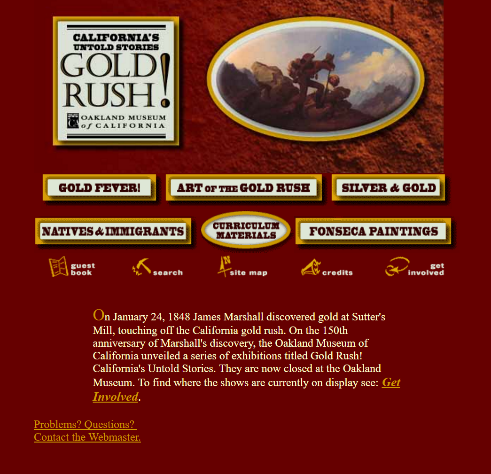 CALIFORNIA'S
UNTOLD STORIES
GOLD
RUSH!
OAKLAND MUSEUM
of CALIFORNIA
GOLD FEVER!
ART OF THE GOLD RUSH
SILVER & GOLD
NATIVES & IMMIGRANTS
CURRICULUM
MATERIALS
FONSECA PAINTINGS
guest
book
search
site map
credits
get
involved
On January 24, 1848 James Marshall discovered gold at Sutter's
Mill, touching off the California gold rush. On the 150th
anniversary of Marshall's discovery, the Oakland Museum of
California unveiled a series of exhibitions titled Gold Rush!
California's Untold Stories. They are now closed at the Oakland
Museum. To find where the shows are currently on display see: Get
Involved.
Problems? Questions?
Contact the Webmaster.